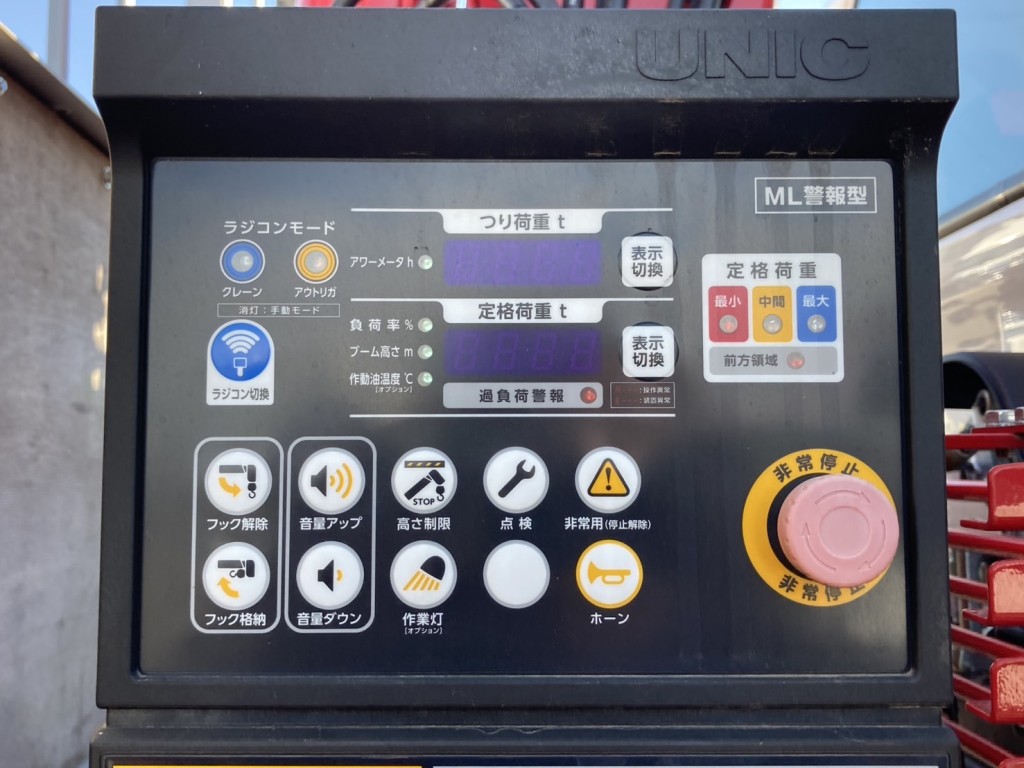 UNIC
ML警報型
ラジコンモード
クレーン
アウトリガ
消灯：手動モード
ラジコン切換
つり荷重 t
アワーメータ h
表示
切換
定格荷重 t
負荷率 %
ブーム高さ m
作動油温度 ℃
[オプション]
表示
切換
過負荷警報
：操作異常
：装置異常
定格荷重
最小
中間
最大
前方領域
フック解除
音量アップ
STOP
高さ制限
点検
非常用(停止解除)
フック格納
音量ダウン
作業灯
[オプション]
ホーン
非常停止
非常停止